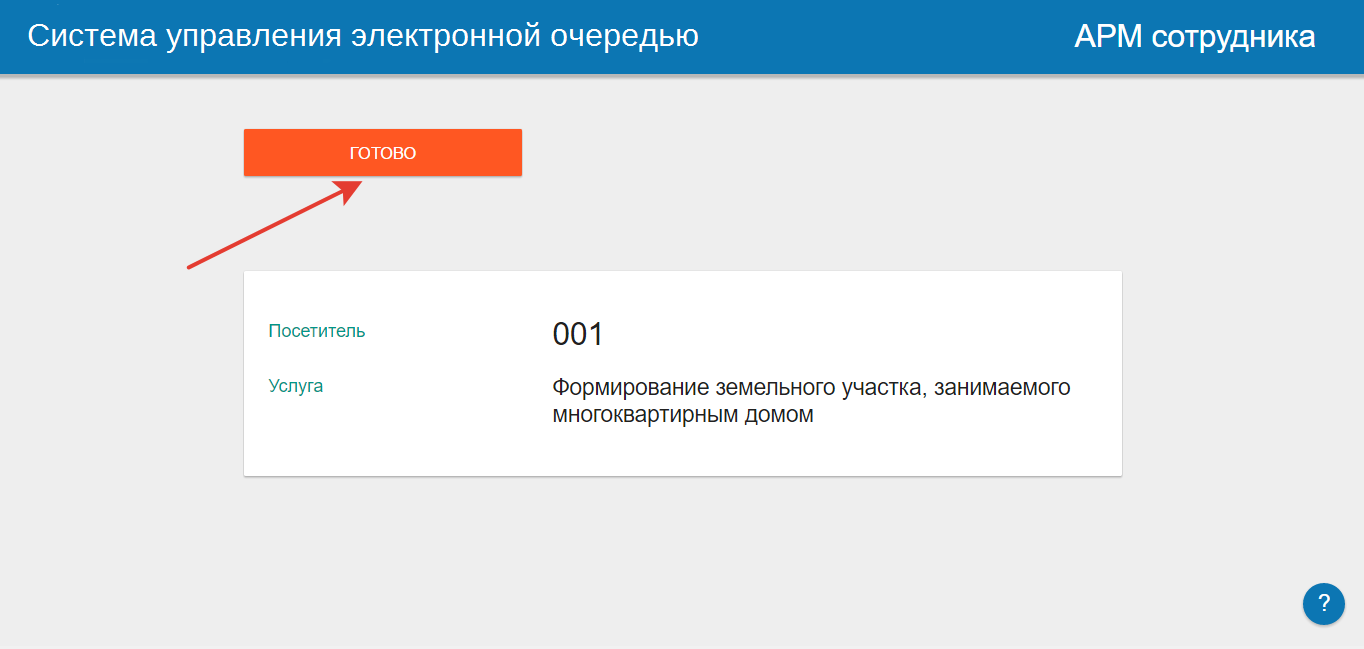 Система управления электронной очередью
АРМ сотрудника
ГОТОВО
Посетитель
001
Услуга
Формирование земельного участка, занимаемого
многоквартирным домом
?